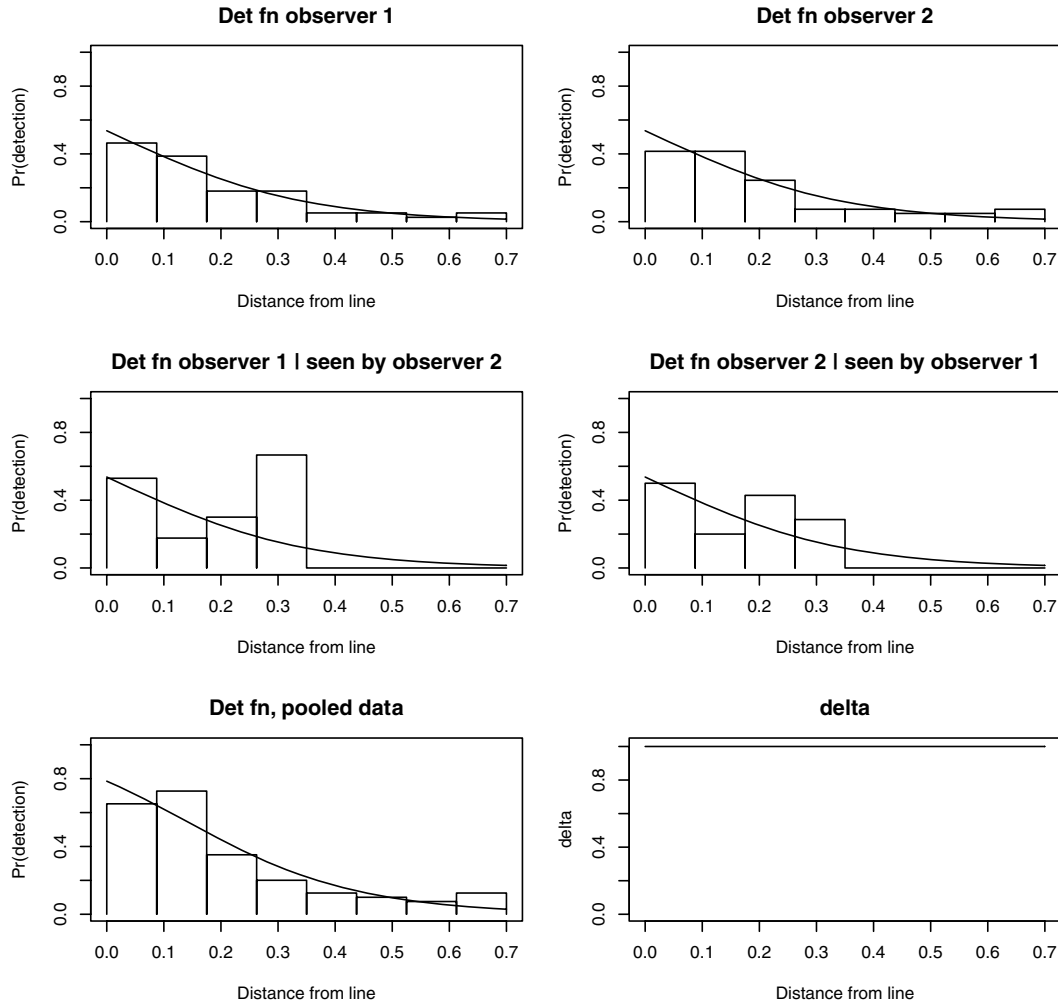 Det fn observer 1
Pr(detection)
0.0 0.4 0.8
0.0 0.1 0.2 0.3 0.4 0.5 0.6 0.7
Distance from line
Det fn observer 2
Pr(detection)
0.0 0.4 0.8
0.0 0.1 0.2 0.3 0.4 0.5 0.6 0.7
Distance from line
Det fn observer 1 | seen by observer 2
Pr(detection)
0.0 0.4 0.8
0.0 0.1 0.2 0.3 0.4 0.5 0.6 0.7
Distance from line
Det fn observer 2 | seen by observer 1
Pr(detection)
0.0 0.4 0.8
0.0 0.1 0.2 0.3 0.4 0.5 0.6 0.7
Distance from line
Det fn, pooled data
Pr(detection)
0.0 0.4 0.8
0.0 0.1 0.2 0.3 0.4 0.5 0.6 0.7
Distance from line
delta
delta
0.0 0.4 0.8
0.0 0.1 0.2 0.3 0.4 0.5 0.6 0.7
Distance from line